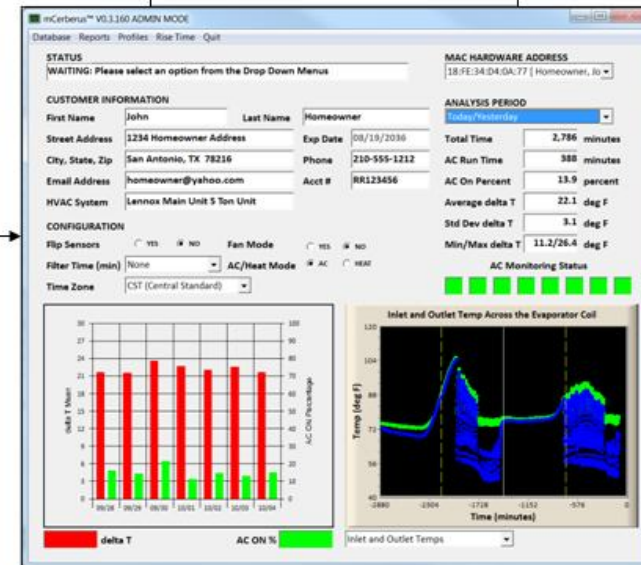 mCerberus™ V0.3.160 ADMIN MODE
Database Reports Profiles Rise Time Quit
STATUS
WAITING: Please select an option from the Drop Down Menus
MAC HARDWARE ADDRESS
18:FE:34:D4:0A:77 [ Homeowner, Jo
CUSTOMER INFORMATION
First Name John Last Name Homeowner
Street Address 1234 Homeowner Address Exp Date 08/19/2036
City, State, Zip San Antonio, TX 78216 Phone 210-555-1212
Email Address homeowner@yahoo.com Acct # RR123456
HVAC System Lennox Main Unit 5 Ton Unit
ANALYSIS PERIOD
Today/Yesterday
Total Time 2,786 minutes
AC Run Time 388 minutes
AC On Percent 13.9 percent
Average delta T 22.1 deg F
Std Dev delta T 3.1 deg F
Min/Max delta T 11.2/26.4 deg F
CONFIGURATION
Flip Sensors YES NO Fan Mode YES NO
Filter Time (min) None AC/Heat Mode AC HEAT
Time Zone CST (Central Standard)
AC Monitoring Status
30 27 24 21 18 15 12 9 6 3 0
delta T Mean
100 90 80 70 60 50 40 30 20 10 0
AC ON Percentage
09/28 09/29 09/30 10/01 10/02 10/03 10/04
delta T AC ON %
Inlet and Outlet Temp Across the Evaporator Coil
120 104 88 72 56 40
Temp (deg F)
-2880 -2304 -1728 -1152 -576 0
Time (minutes)
Inlet and Outlet Temps